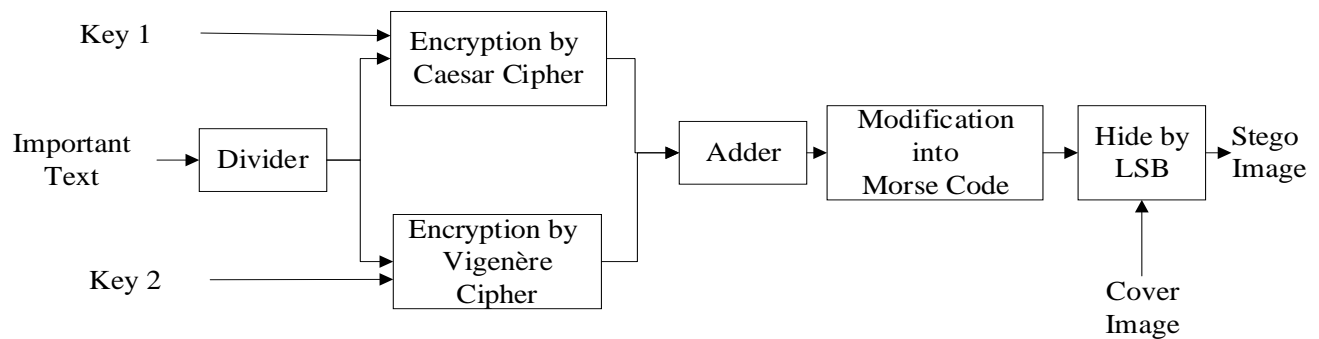 Key 1
Encryption by
Caesar Cipher
Important
Text
Divider
Encryption by
Vigenère
Cipher
Key 2
Adder
Modification
into
Morse Code
Hide by
LSB
Stego
Image
Cover
Image